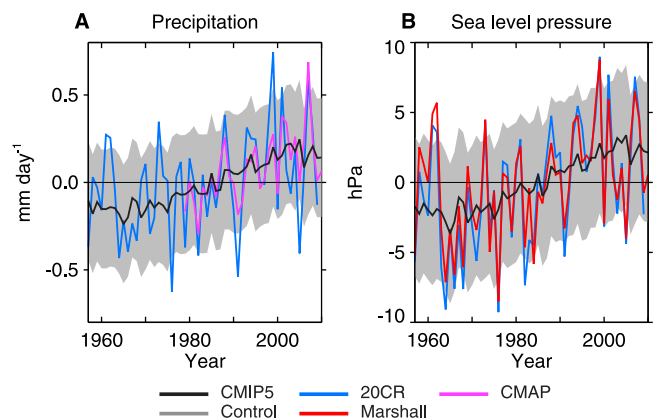 A Precipitation
B Sea level pressure
mm day-1
0.5
0.0
-0.5
1960 1980 2000
Year
hPa
10
5
0
-5
-10
1960 1980 2000
Year
CMIP5 20CR CMAP
Control Marshall